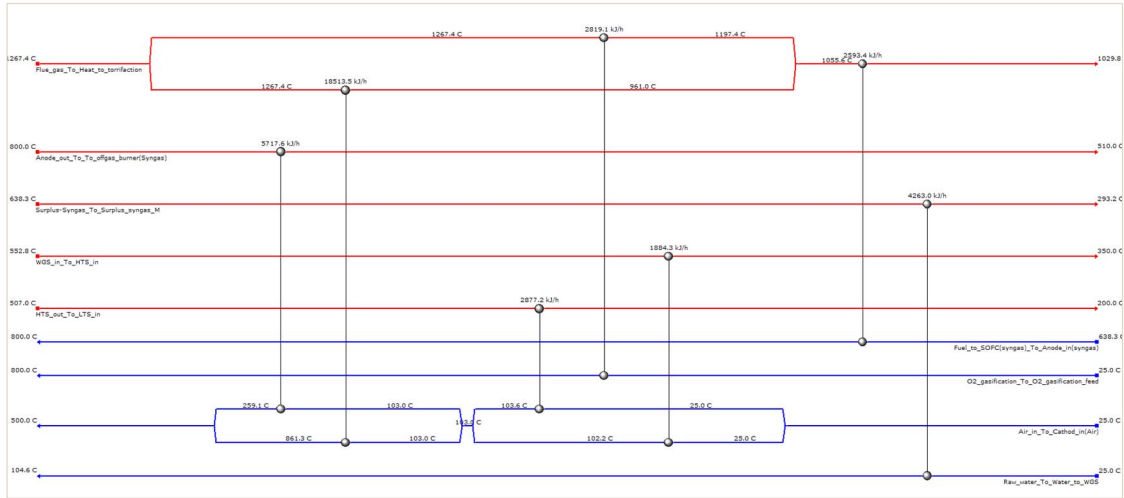 1267.4 C 2819.1 kJ/h 1197.4 C
1267.4 C 2593.4 kJ/h 1029.8
1055.6 C
Flue_gas_To_Heat_to_torrifaction
18513.5 kJ/h
1267.4 C 961.0 C
800.0 C 5717.6 kJ/h 510.0 C
Anode_out_To_To_offgas_burner(Syngas)
638.3 C 4263.0 kJ/h 293.2 C
Surplus-Syngas_To_Surplus_syngas_M
552.8 C 1884.3 kJ/h 350.0 C
WGS_in_To_HTS_in
507.0 C 2877.2 kJ/h 200.0 C
HTS_out_To_LTS_in
800.0 C 638.3 C
Fuel_to_SOFC(syngas)_To_Anode_in(syngas)
800.0 C 25.0 C
O2_gasification_To_O2_gasification_feed
259.1 C 103.0 C 103.6 C 25.0 C
500.0 C 103.0 C 25.0 C
Air_in_To_Cathod_in(Air)
861.3 C 103.0 C 102.2 C 25.0 C
104.6 C 25.0 C
Raw_water_To_Water_to_WGS